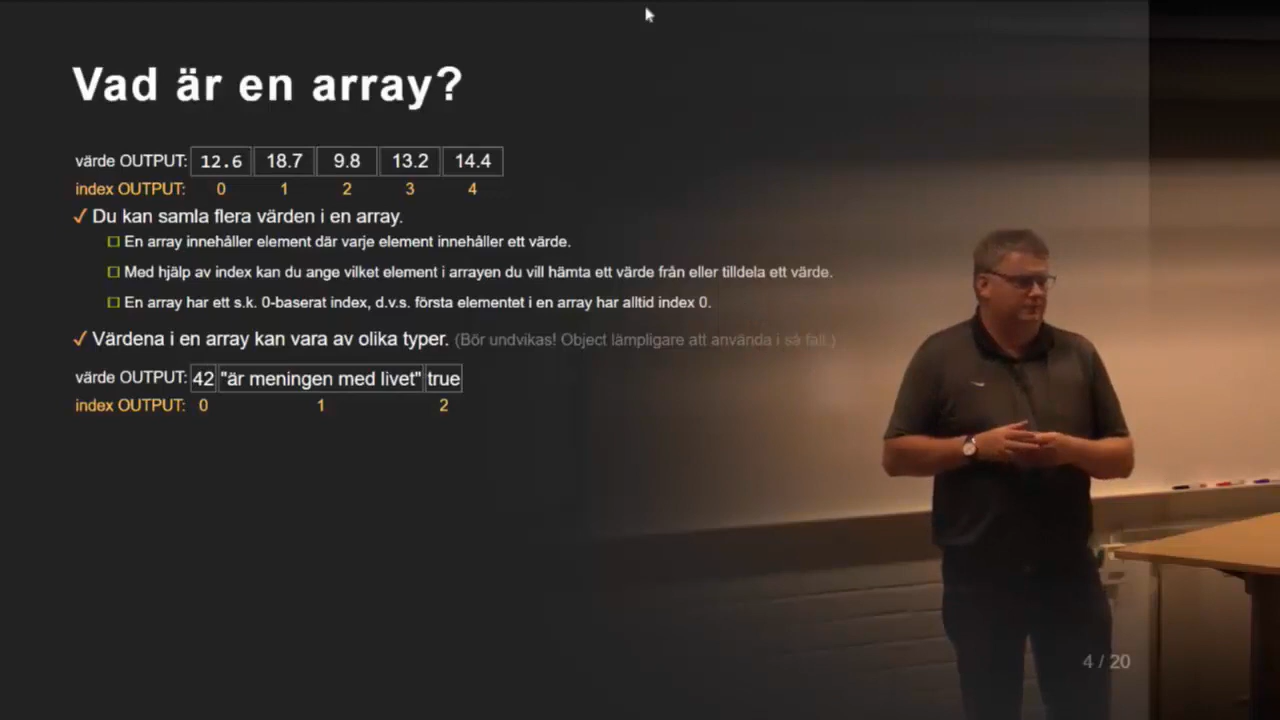 Vad är en array?
värde OUTPUT: 12.6 18.7 9.8 13.2 14.4
index OUTPUT: 0 1 2 3 4
✓ Du kan samla flera värden i en array.
En array innehåller element där varje element innehåller ett värde.
Med hjälp av index kan du ange vilket element i arrayen du vill hämta ett värde från eller tilldela ett värde.
En array har ett s.k. 0-baserat index, d.v.s. första elementet i en array har alltid index 0.
✓ Värdena i en array kan vara av olika typer. (Bör undvikas! Object lämpligare att använda i så fall.)
värde OUTPUT: 42 "är meningen med livet" true
index OUTPUT: 0 1 2
4 / 20